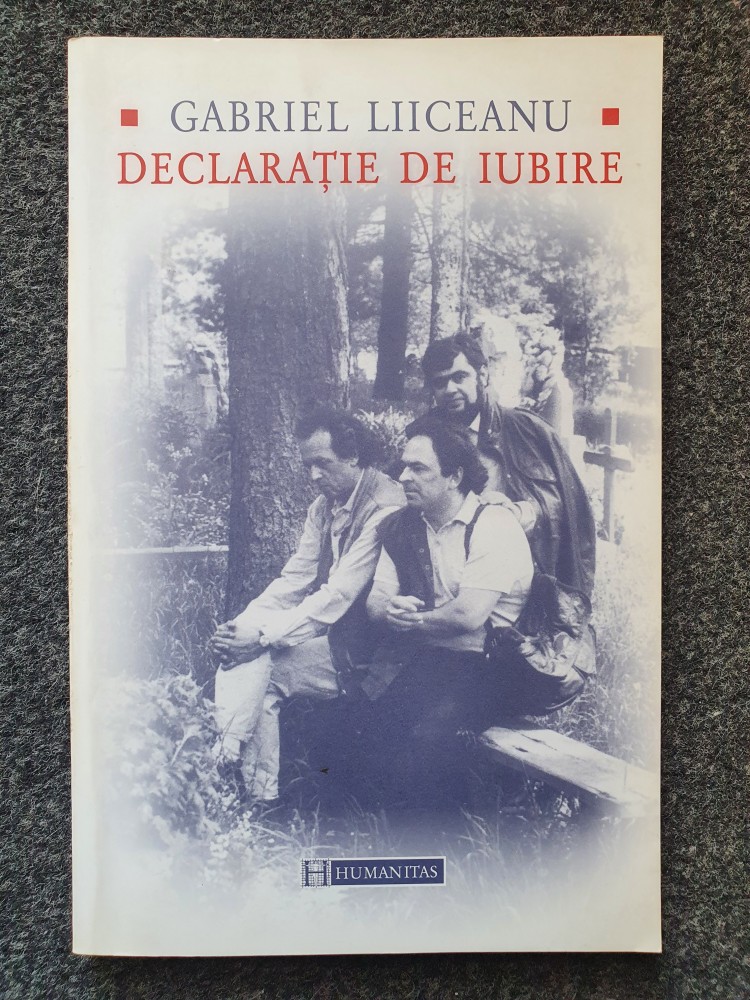 GABRIEL LIICEANU
DECLARAȚIE DE IUBIRE
HUMANITAS